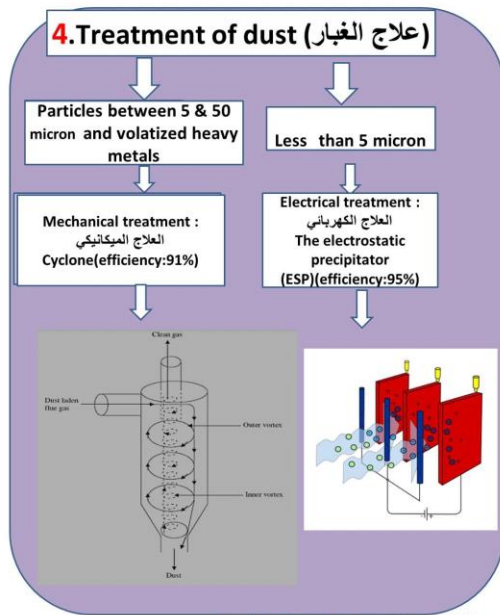 4.Treatment of dust (علاج الغبار)
Particles between 5 & 50
micron and volatized heavy
metals
Less than 5 micron
Mechanical treatment :
العلاج الميكانيكي
Cyclone(efficiency:91%)
Electrical treatment :
العلاج الكهربائي
The electrostatic
precipitator
(ESP)(efficiency:95%)
Clean gas
Dust laden
flue gas
Outer vortex
Inner vortex
Dust